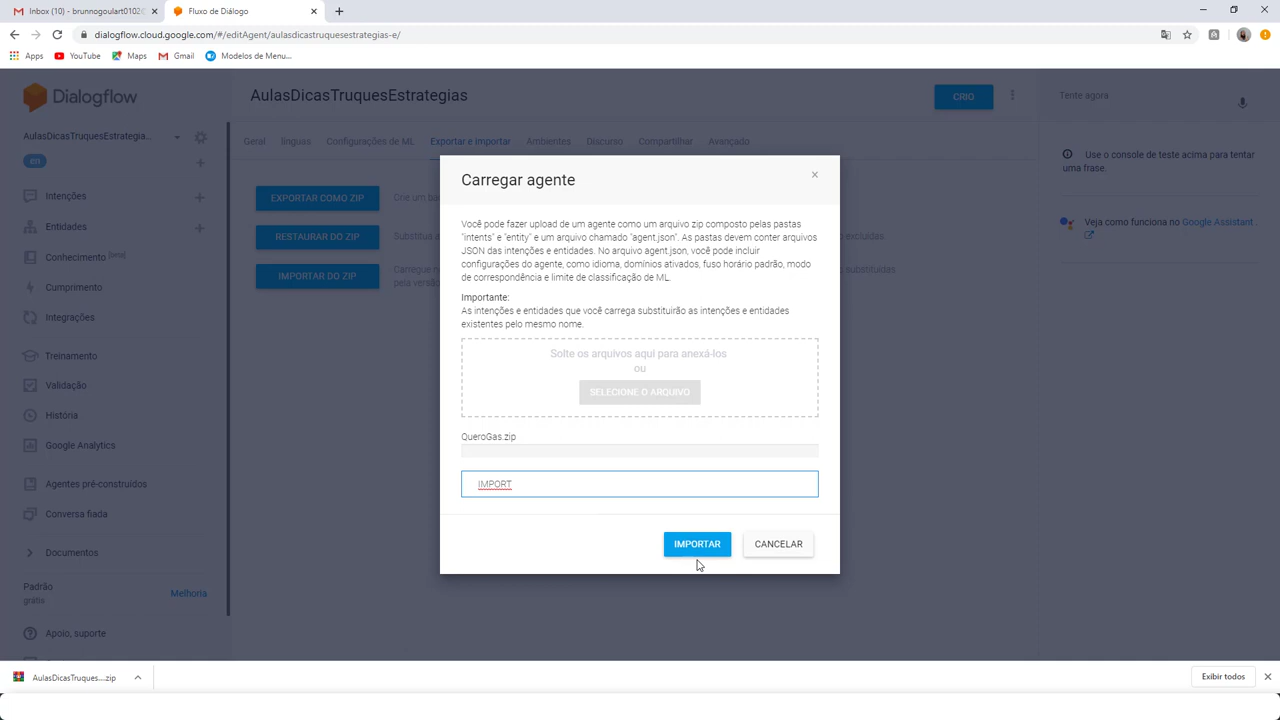 Inbox (10) - brunnogoulart0102@
Fluxo de Diálogo
dialogflow.cloud.google.com/#/editAgent/aulasdicastruquesestrategias-e/
Apps
YouTube
Maps
Gmail
Modelos de Menu...
Dialogflow
AulasDicasTruquesEstrategias
CRIO
Tente agora
AulasDicasTruquesEstrategia...
en
Geral
línguas
Configurações de ML
Exportar e importar
Ambientes
Discurso
Compartilhar
Avançado
Intenções
Entidades
Conhecimento [beta]
Cumprimento
Integrações
Treinamento
Validação
História
Google Analytics
Agentes pré-construídos
Conversa fiada
Documentos
Padrão
grátis
Melhoria
Apoio, suporte
EXPORTAR COMO ZIP
Crie um
RESTAURAR DO ZIP
Substitua
excluídas
IMPORTAR DO ZIP
Carregue
substituídas
pela versão
Use o console de teste acima para tentar
uma frase.
Veja como funciona no Google Assistant .
Carregar agente
×
Você pode fazer upload de um agente como um arquivo zip composto pelas pastas
"intents" e "entity" e um arquivo chamado "agent.json". As pastas devem conter arquivos
JSON das intenções e entidades. No arquivo agent.json, você pode incluir
configurações do agente, como idioma, domínios ativados, fuso horário padrão, modo
de correspondência e limite de classificação de ML.
Importante:
As intenções e entidades que você carrega substituirão as intenções e entidades
existentes pelo mesmo nome.
Solte os arquivos aqui para anexá-los
ou
SELECIONE O ARQUIVO
QueroGas.zip
IMPORT
IMPORTAR
CANCELAR
AulasDicasTruques....zip
Exibir todos